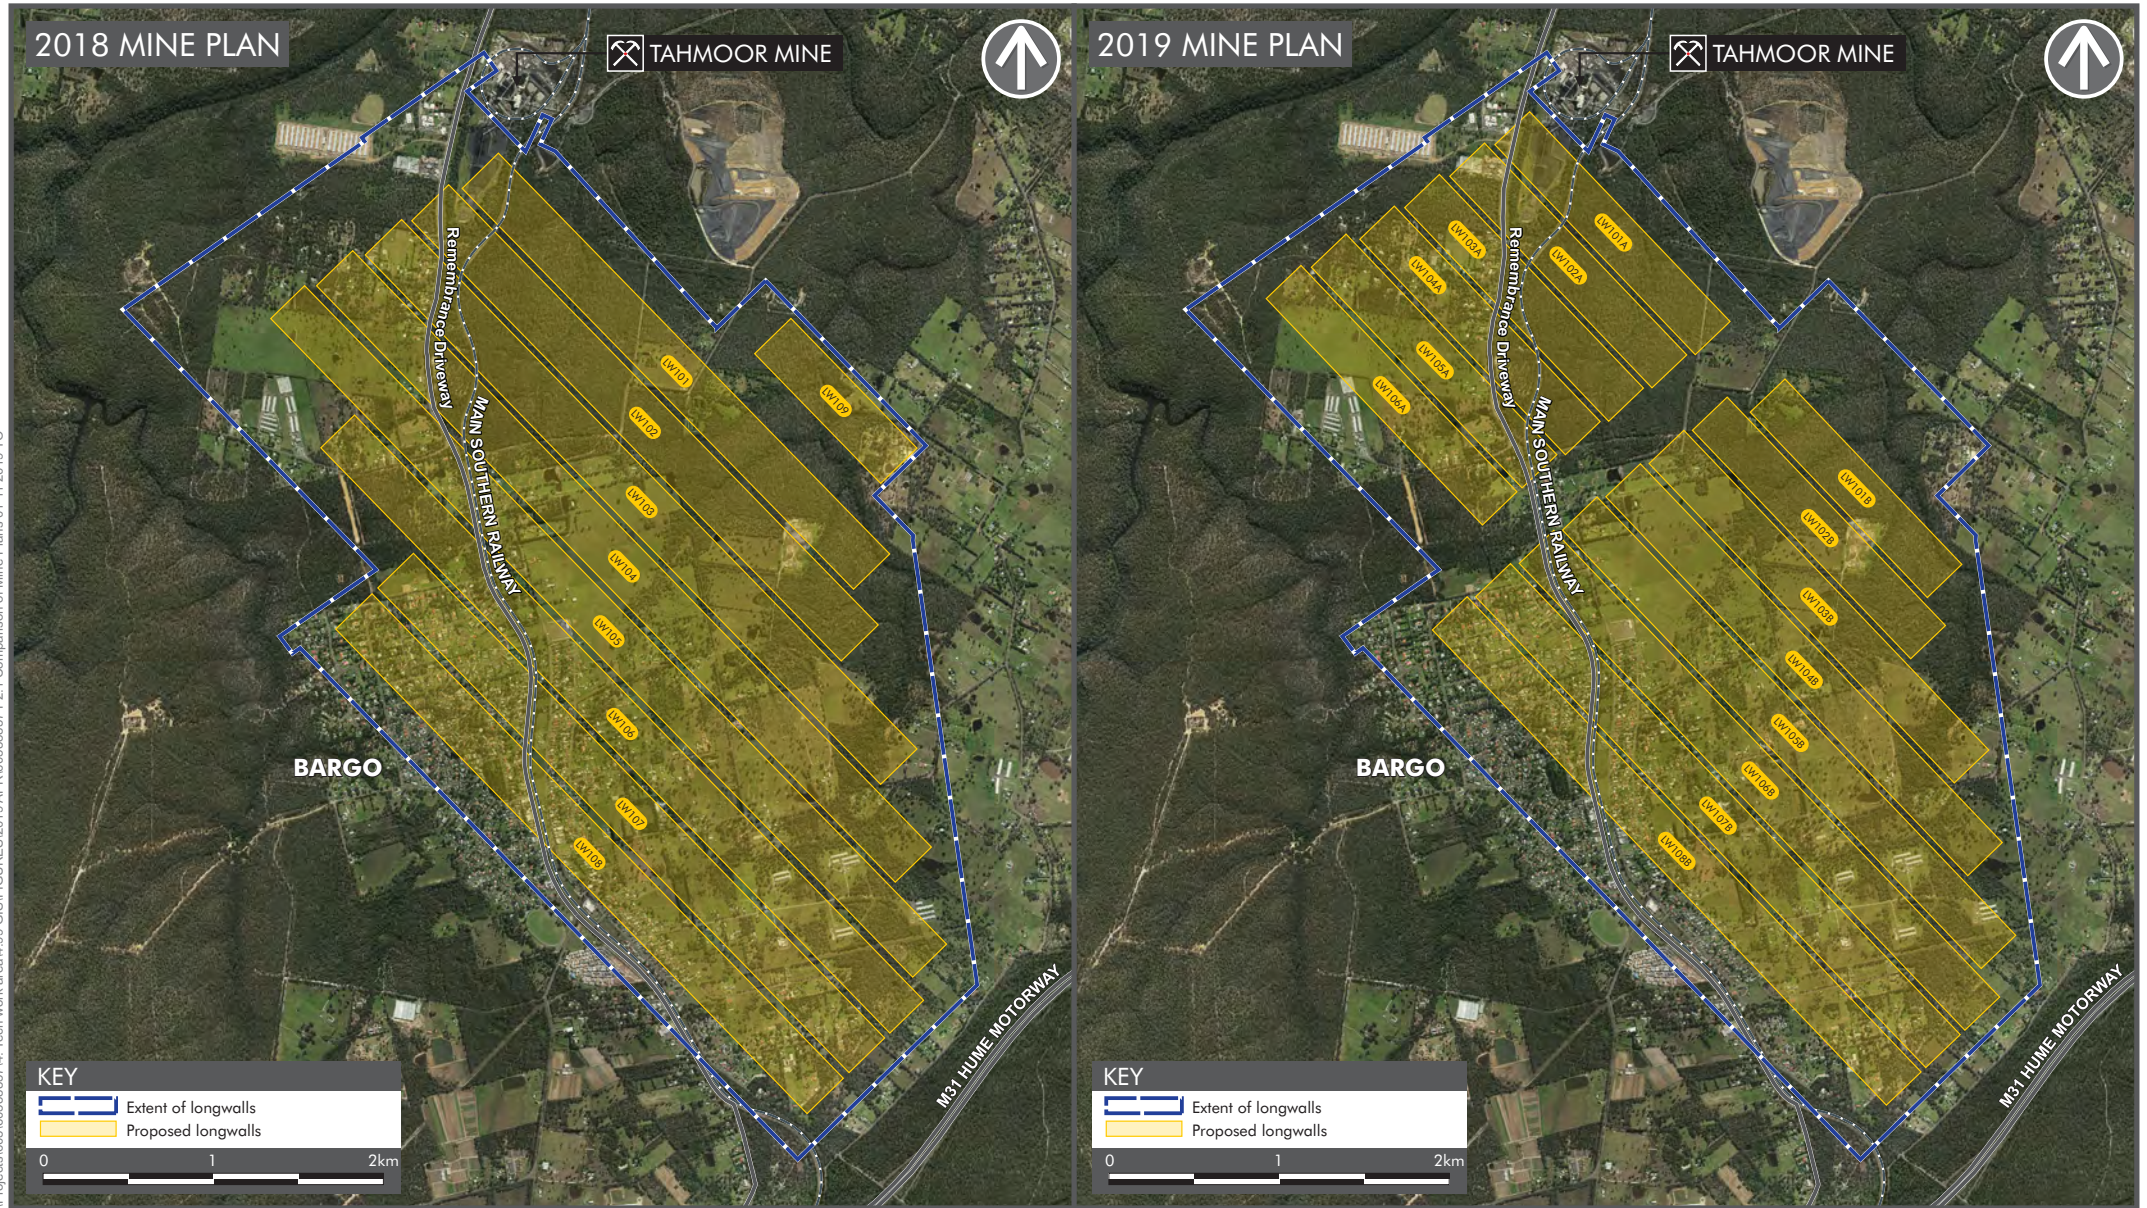 2018 MINE PLAN
TAHMOOR MINE
Remembrance Driveway
MAIN SOUTHERN RAILWAY
LW101
LW109
LW102
LW103
LW104
LW105
LW106
LW107
LW108
BARGO
M31 HUME MOTORWAY
KEY
Extent of longwalls
Proposed longwalls
0 1 2km
2019 MINE PLAN
TAHMOOR MINE
Remembrance Driveway
MAIN SOUTHERN RAILWAY
LW101A
LW102A
LW103A
LW104A
LW105A
LW106A
LW101B
LW102B
LW103B
LW104B
LW105B
LW106B
LW107B
LW108B
BARGO
M31 HUME MOTORWAY
KEY
Extent of longwalls
Proposed longwalls
0 1 2km